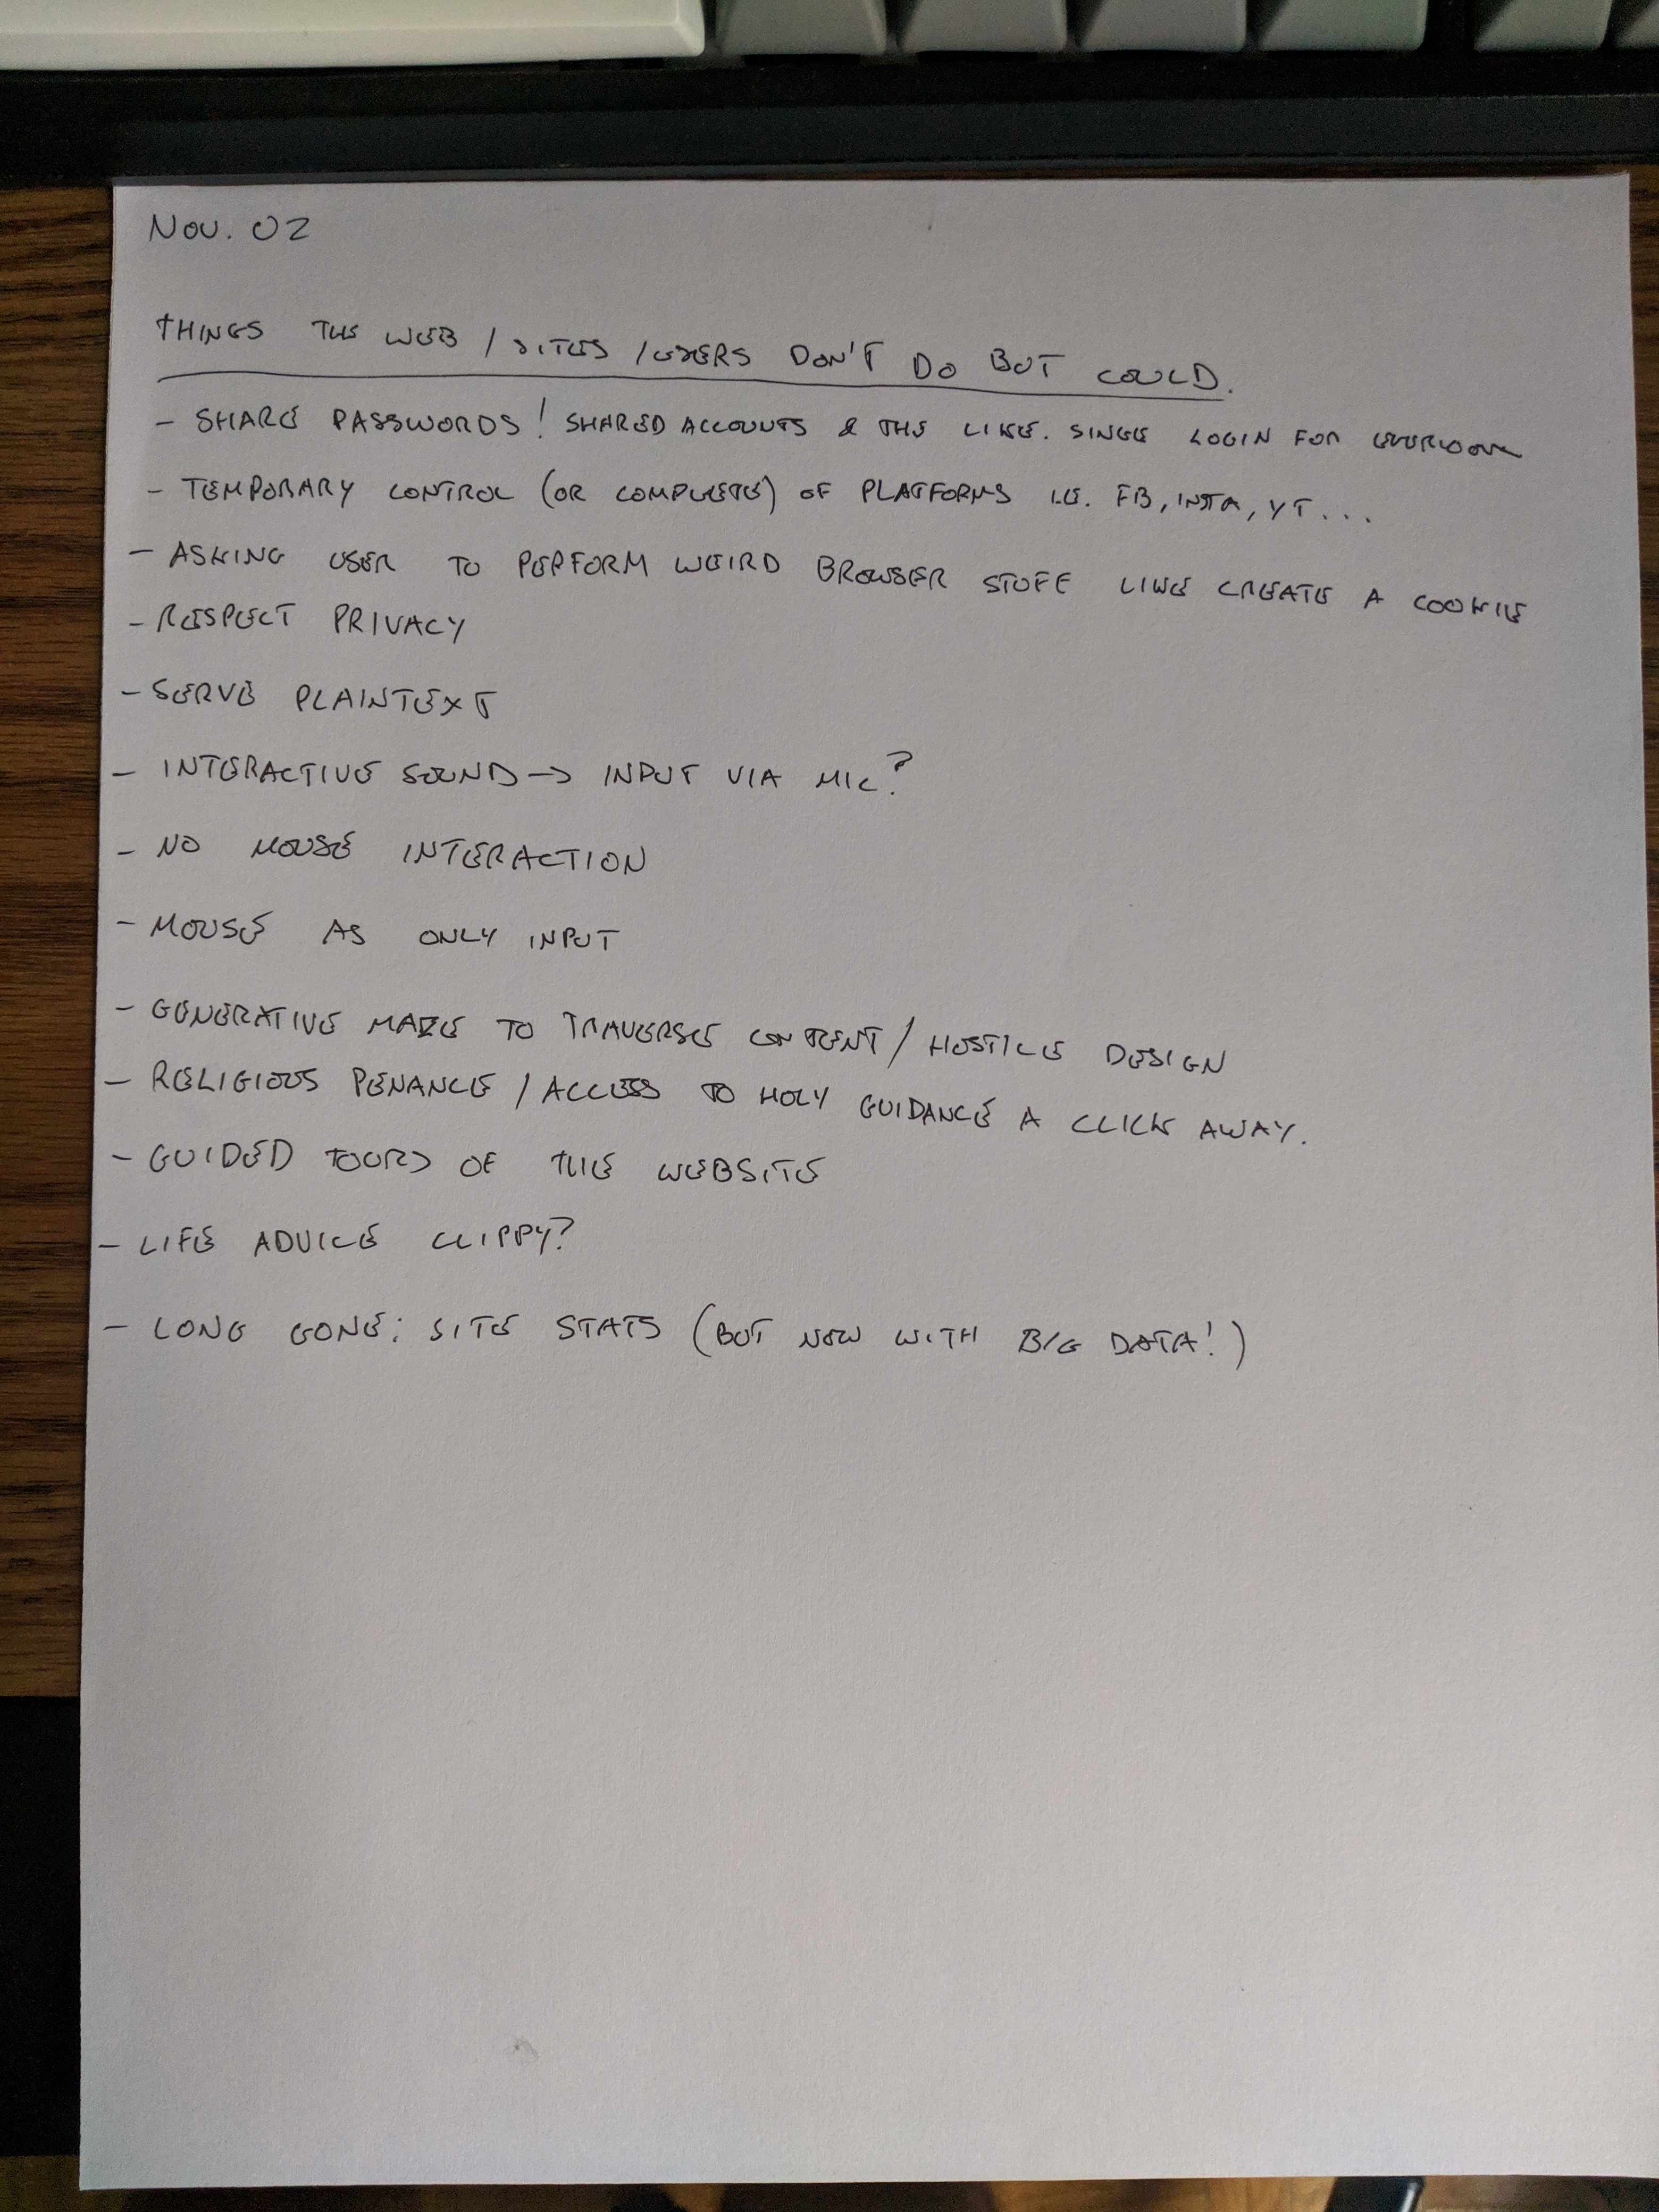 NOV. 02
THINGS THE WEB / SITES / USERS DON'T DO BUT COULD.
- SHARE PASSWORDS! SHARED ACCOUNTS & THE LIKE. SINGLE LOGIN FOR EVERYONE
- TEMPORARY CONTROL (OR COMPLETE) OF PLATFORMS I.E. FB, INSTA, YT...
- ASKING USER TO PERFORM WEIRD BROWSER STUFF LIKE CREATE A COOKIE
- RESPECT PRIVACY
- SERVE PLAINTEXT
- INTERACTIVE SOUND -> INPUT VIA MIC?
- NO MOUSE INTERACTION
- MOUSE AS ONLY INPUT
- GENERATIVE MAZE TO TRAVERSE CONTENT / HOSTILE DESIGN
- RELIGIOUS PENANCE / ACCESS TO HOLY GUIDANCE A CLICK AWAY.
- GUIDED TOURS OF THE WEBSITE
- LIFE ADVICE CLIPPY?
- LONG GONE: SITE STATS (BUT NOW WITH BIG DATA!)